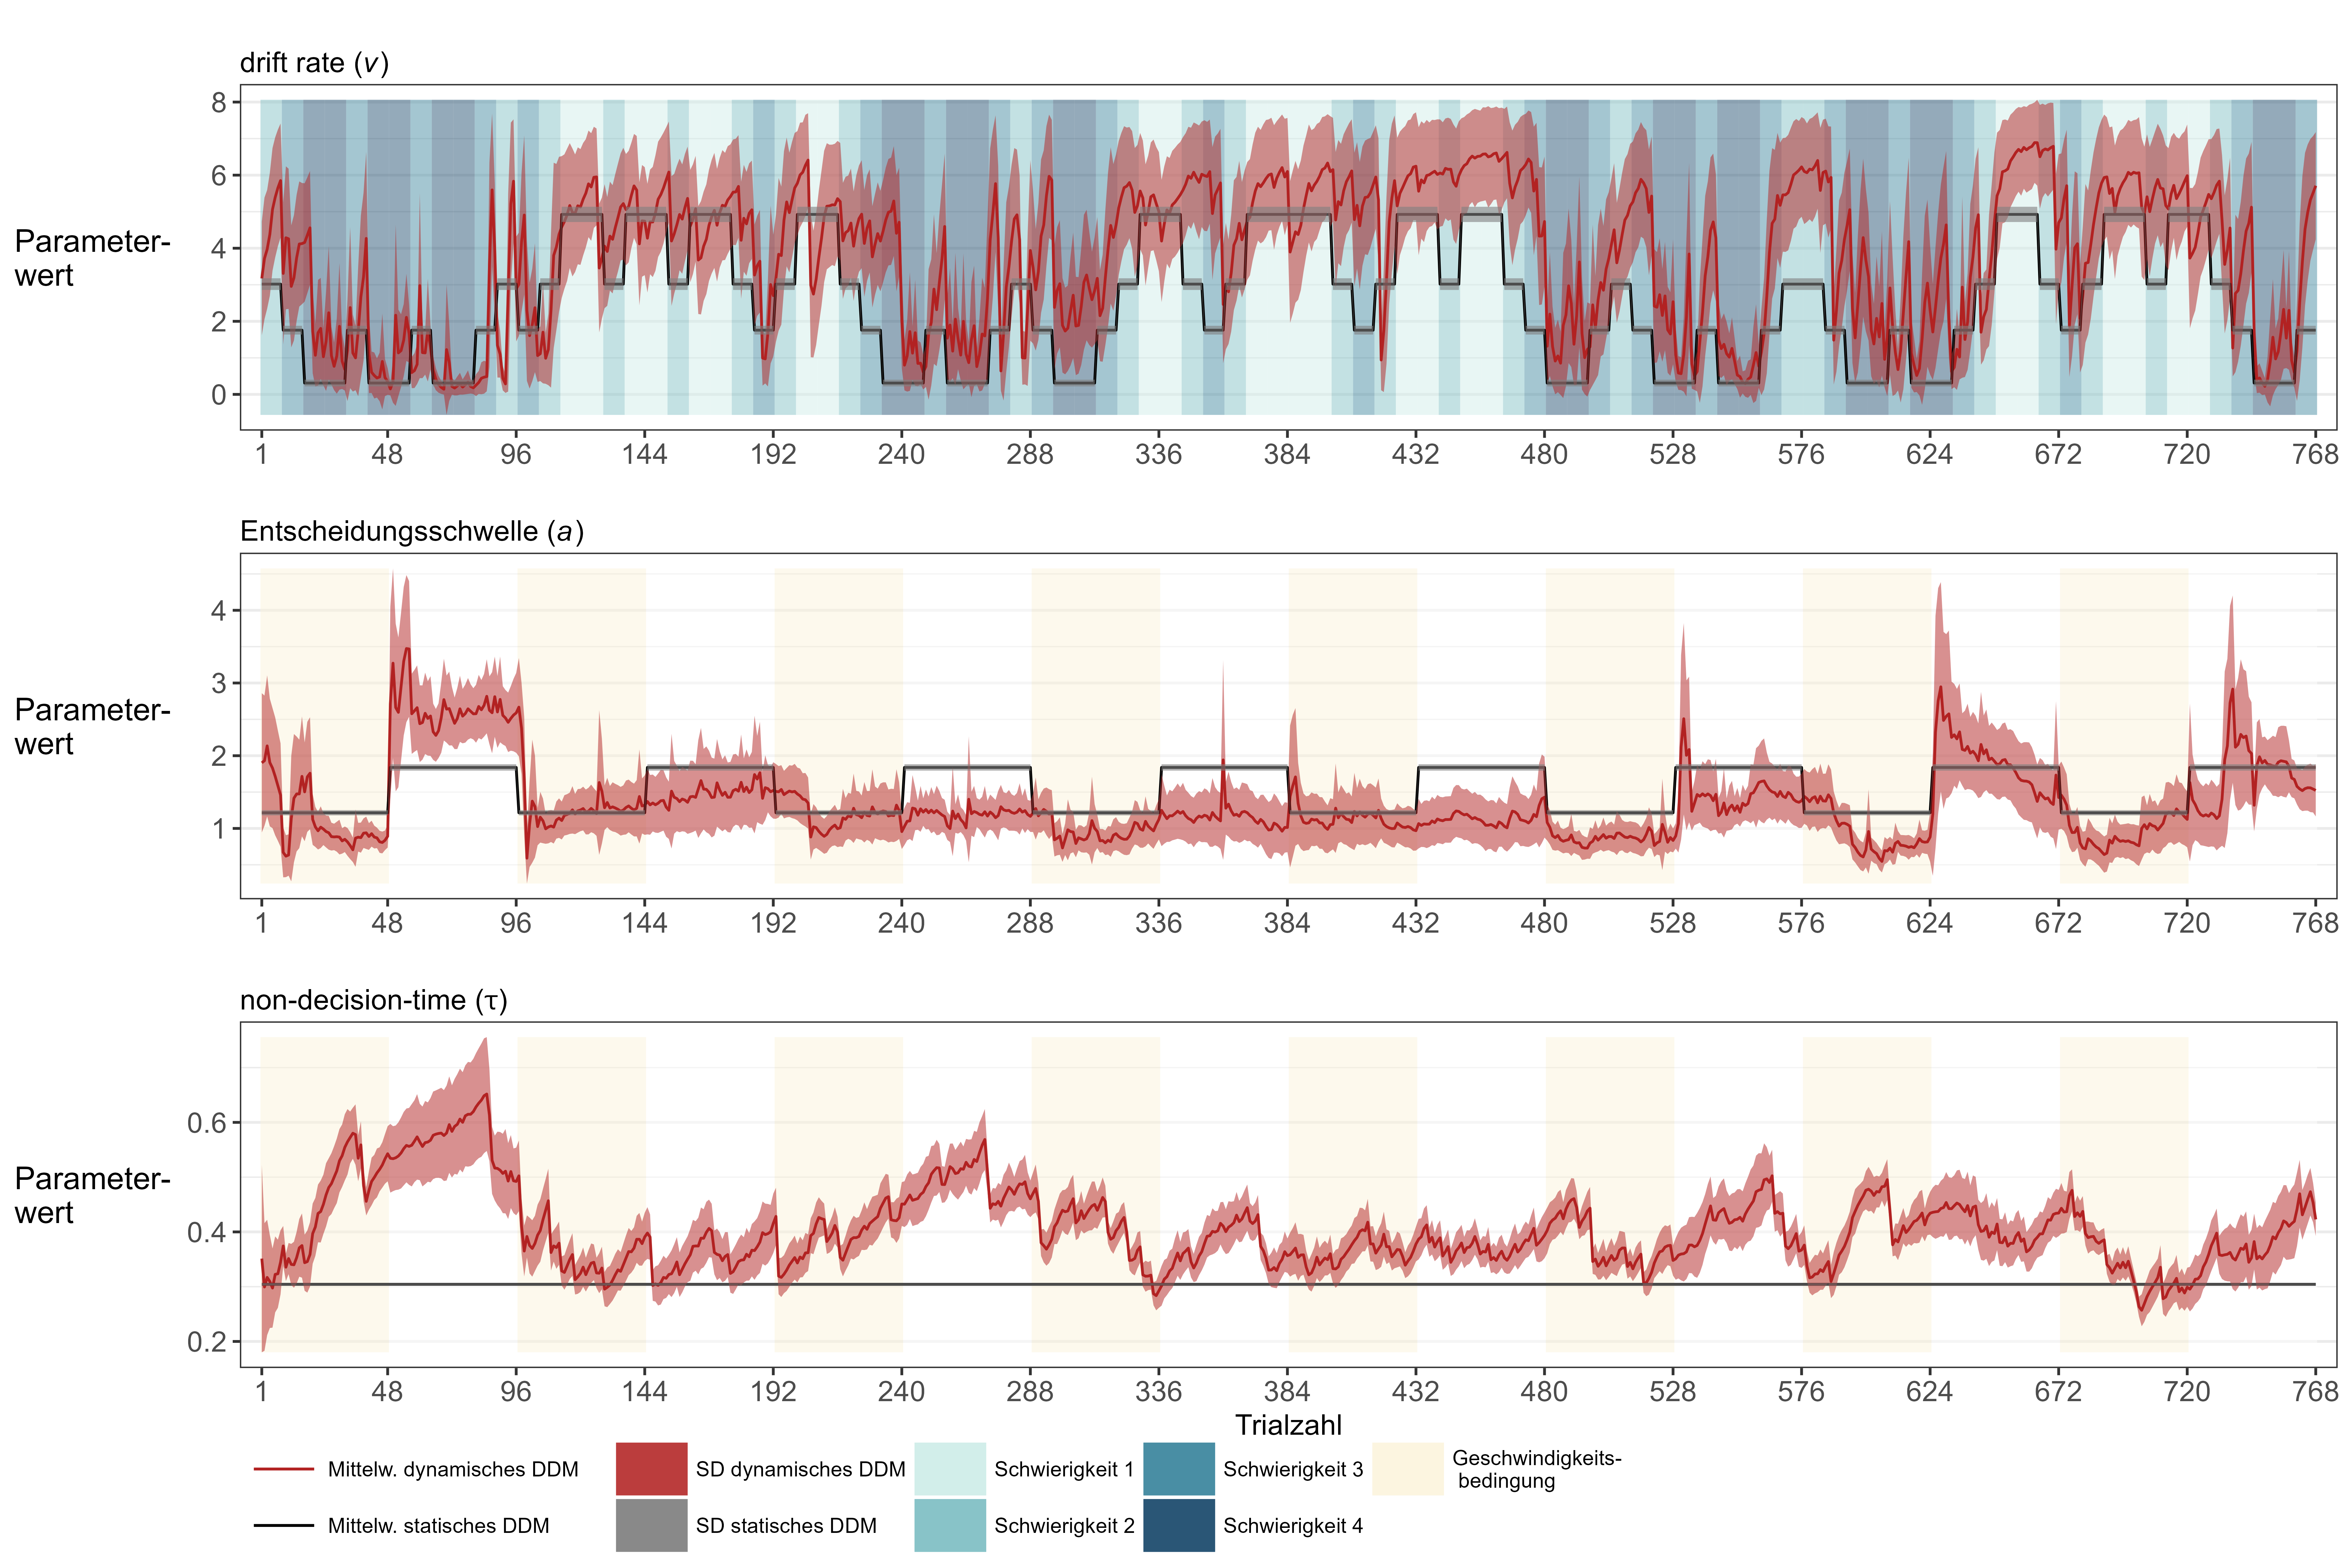 drift rate (v)
Parameter-
wert
8
6
4
2
0
1 48 96 144 192 240 288 336 384 432 480 528 576 624 672 720 768
Entscheidungsschwelle (a)
Parameter-
wert
4
3
2
1
1 48 96 144 192 240 288 336 384 432 480 528 576 624 672 720 768
non-decision-time (τ)
Parameter-
wert
0.6
0.4
0.2
1 48 96 144 192 240 288 336 384 432 480 528 576 624 672 720 768
Trialzahl
Mittelw. dynamisches DDM
Mittelw. statisches DDM
SD dynamisches DDM
SD statisches DDM
Schwierigkeit 1
Schwierigkeit 2
Schwierigkeit 3
Schwierigkeit 4
Geschwindigkeits-
bedingung